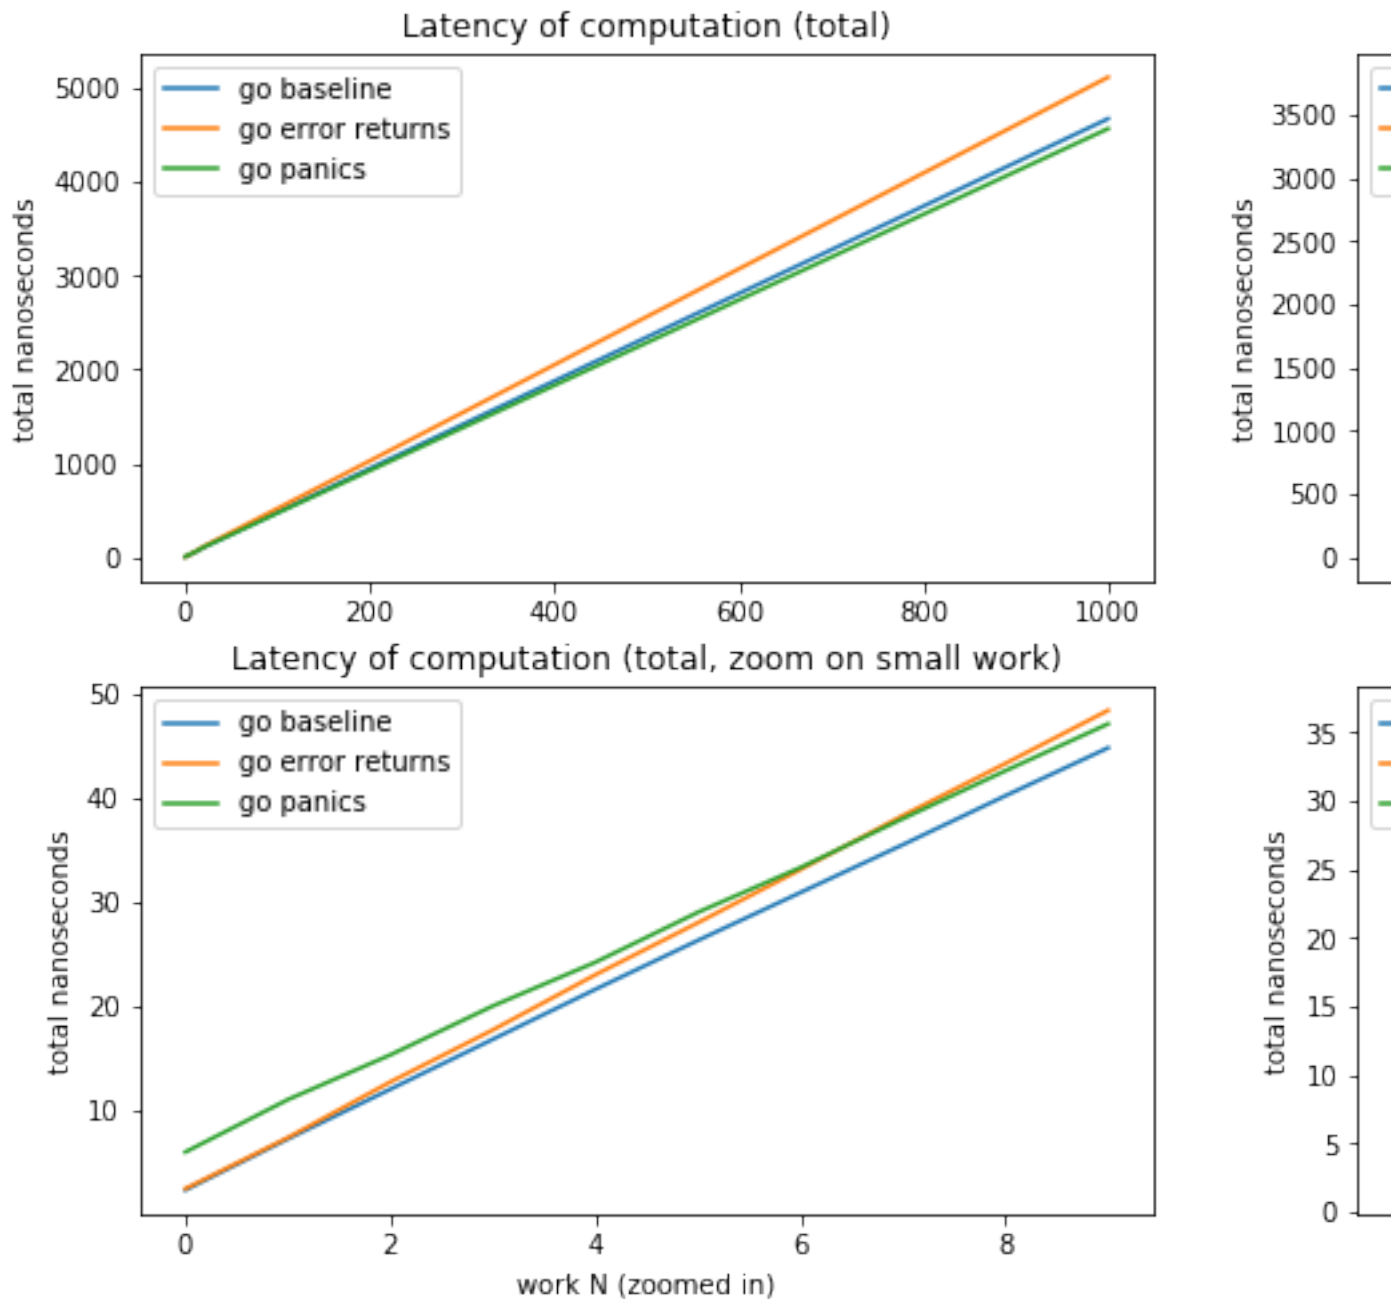 Latency of computation (total)
go baseline
go error returns
go panics
total nanoseconds
5000
4000
3000
2000
1000
0
0 200 400 600 800 1000
total nanoseconds
3500
3000
2500
2000
1500
1000
500
0
Latency of computation (total, zoom on small work)
go baseline
go error returns
go panics
total nanoseconds
50
40
30
20
10
0 2 4 6 8
work N (zoomed in)
total nanoseconds
35
30
25
20
15
10
5
0